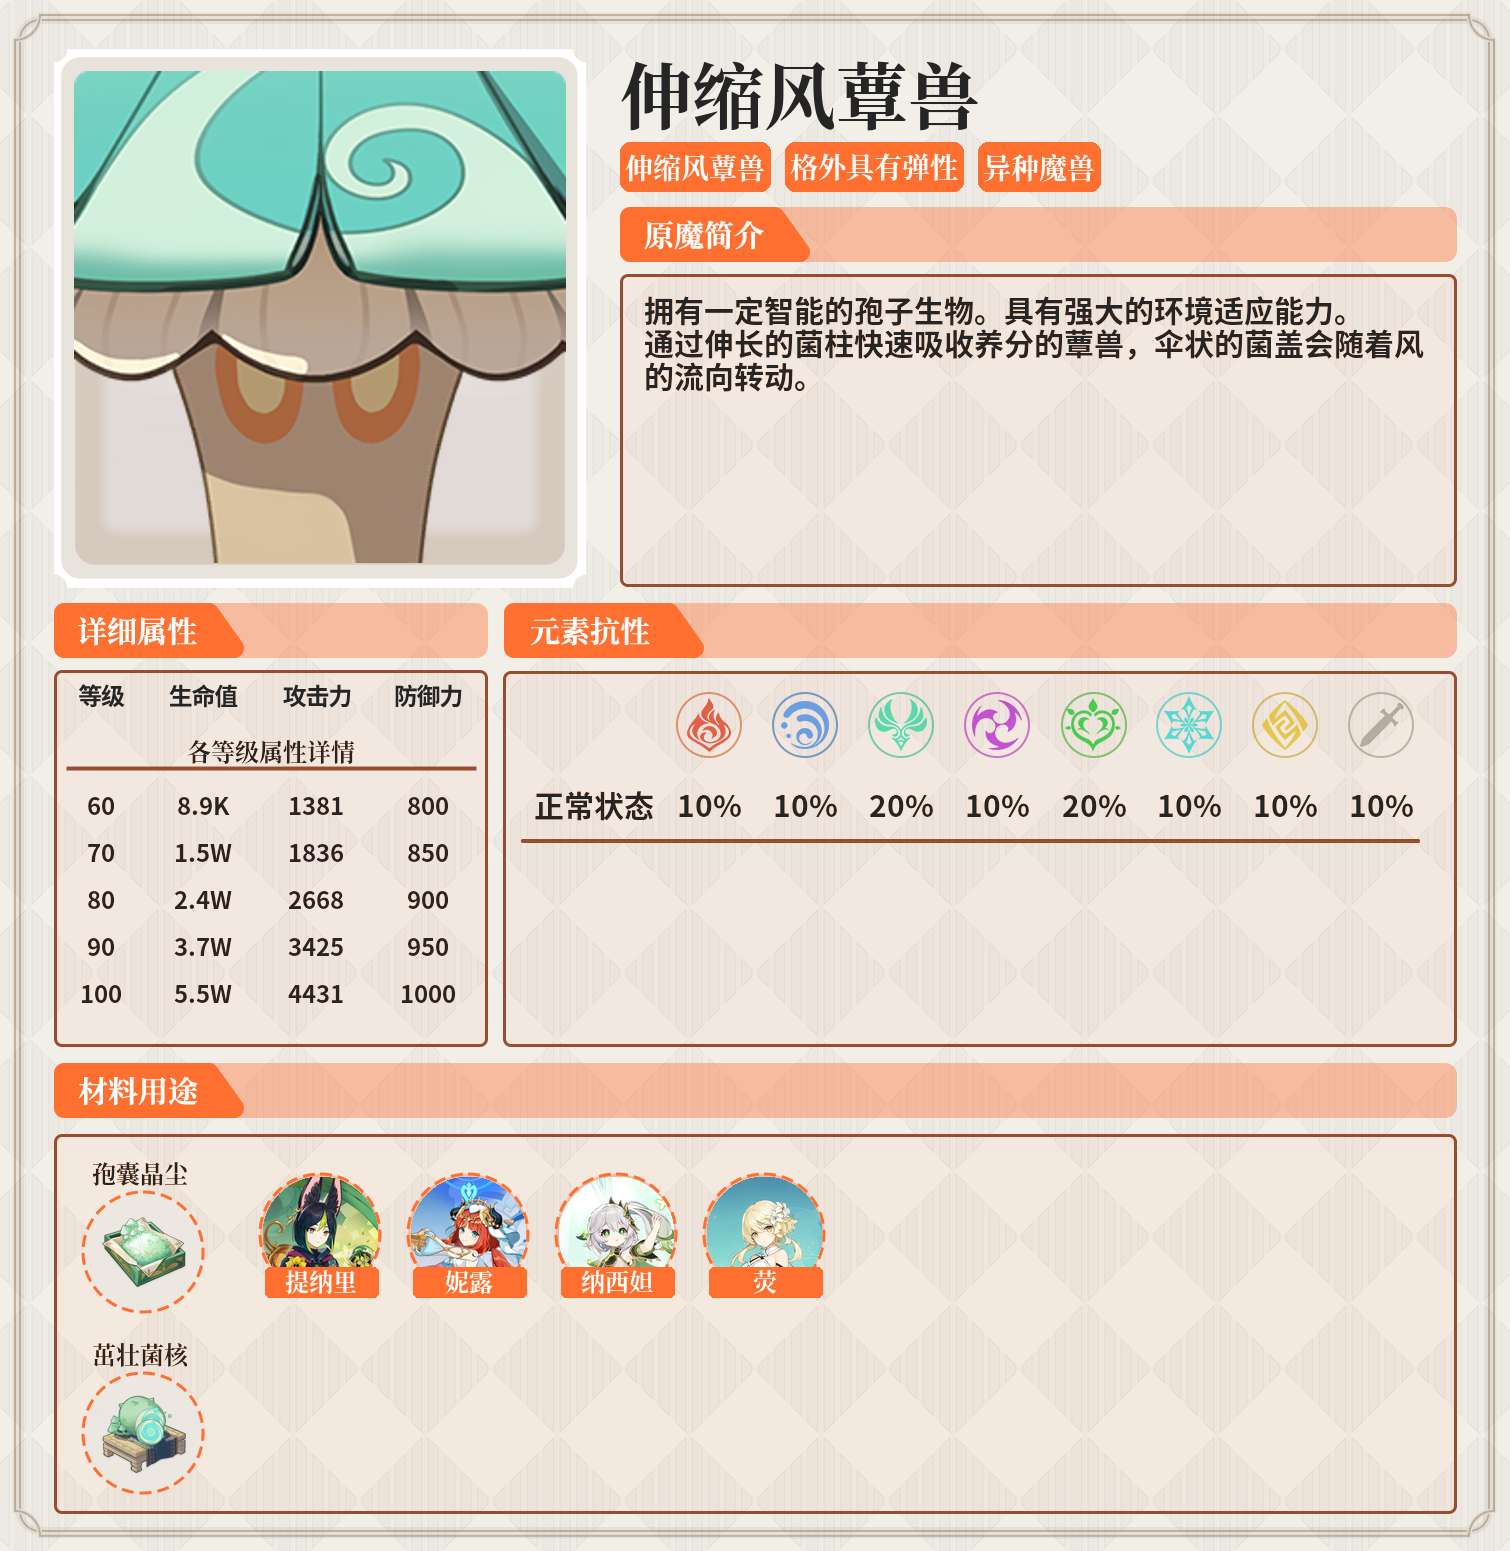 伸缩风蕈兽
伸缩风蕈兽 格外具有弹性 异种魔兽
原魔简介
拥有一定智能的孢子生物。具有强大的环境适应能力。
通过伸长的菌柱快速吸收养分的蕈兽，伞状的菌盖会随着风
的流向转动。
详细属性
等级 生命值 攻击力 防御力
各等级属性详情
60 8.9K 1381 800
70 1.5W 1836 850
80 2.4W 2668 900
90 3.7W 3425 950
100 5.5W 4431 1000
元素抗性
正常状态 10% 10% 20% 10% 20% 10% 10% 10%
材料用途
孢囊晶尘
提纳里 妮露 纳西妲 荧
茁壮菌核